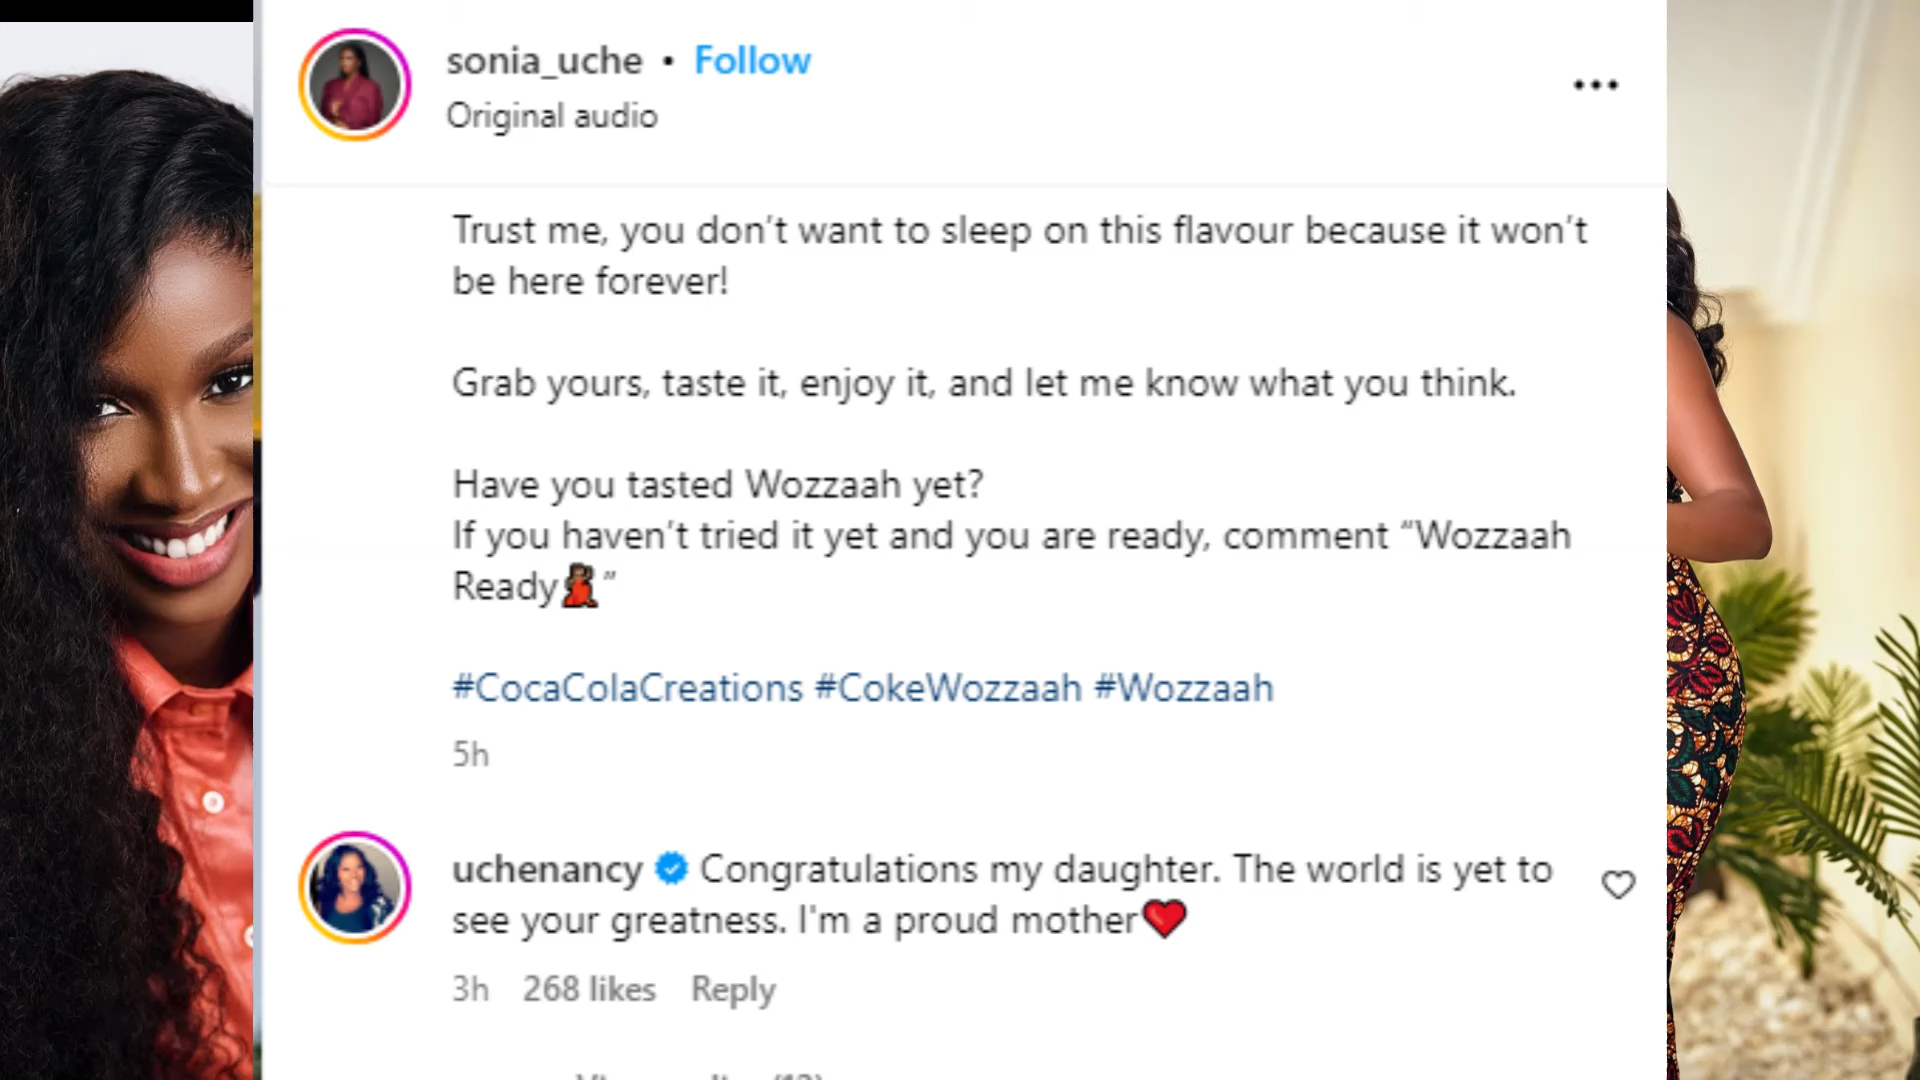 sonia_uche • Follow
Original audio
Trust me, you don’t want to sleep on this flavour because it won’t
be here forever!
Grab yours, taste it, enjoy it, and let me know what you think.
Have you tasted Wozzaah yet?
If you haven’t tried it yet and you are ready, comment “Wozzaah
Ready💃🏾”
#CocaColaCreations #CokeWozzaah #Wozzaah
5h
uchenancy Congratulations my daughter. The world is yet to
see your greatness. I'm a proud mother❤️
3h 268 likes Reply